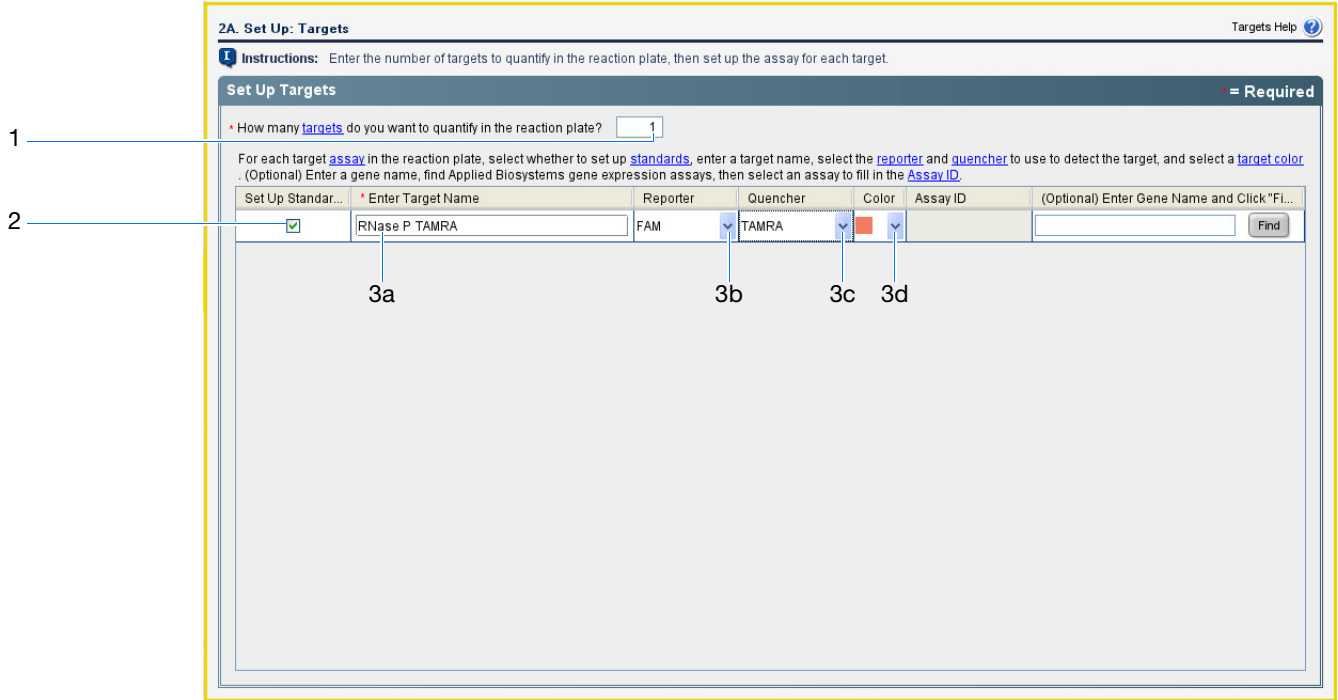 2A. Set Up: Targets
Targets Help ?
I Instructions: Enter the number of targets to quantify in the reaction plate, then set up the assay for each target.
Set Up Targets
* = Required
1
* How many targets do you want to quantify in the reaction plate? 1
For each target assay in the reaction plate, select whether to set up standards, enter a target name, select the reporter and quencher to use to detect the target, and select a target color
. (Optional) Enter a gene name, find Applied Biosystems gene expression assays, then select an assay to fill in the Assay ID.
Set Up Standar... * Enter Target Name Reporter Quencher Color Assay ID (Optional) Enter Gene Name and Click "Fi...
2
RNase P TAMRA FAM TAMRA Find
3a 3b 3c 3d